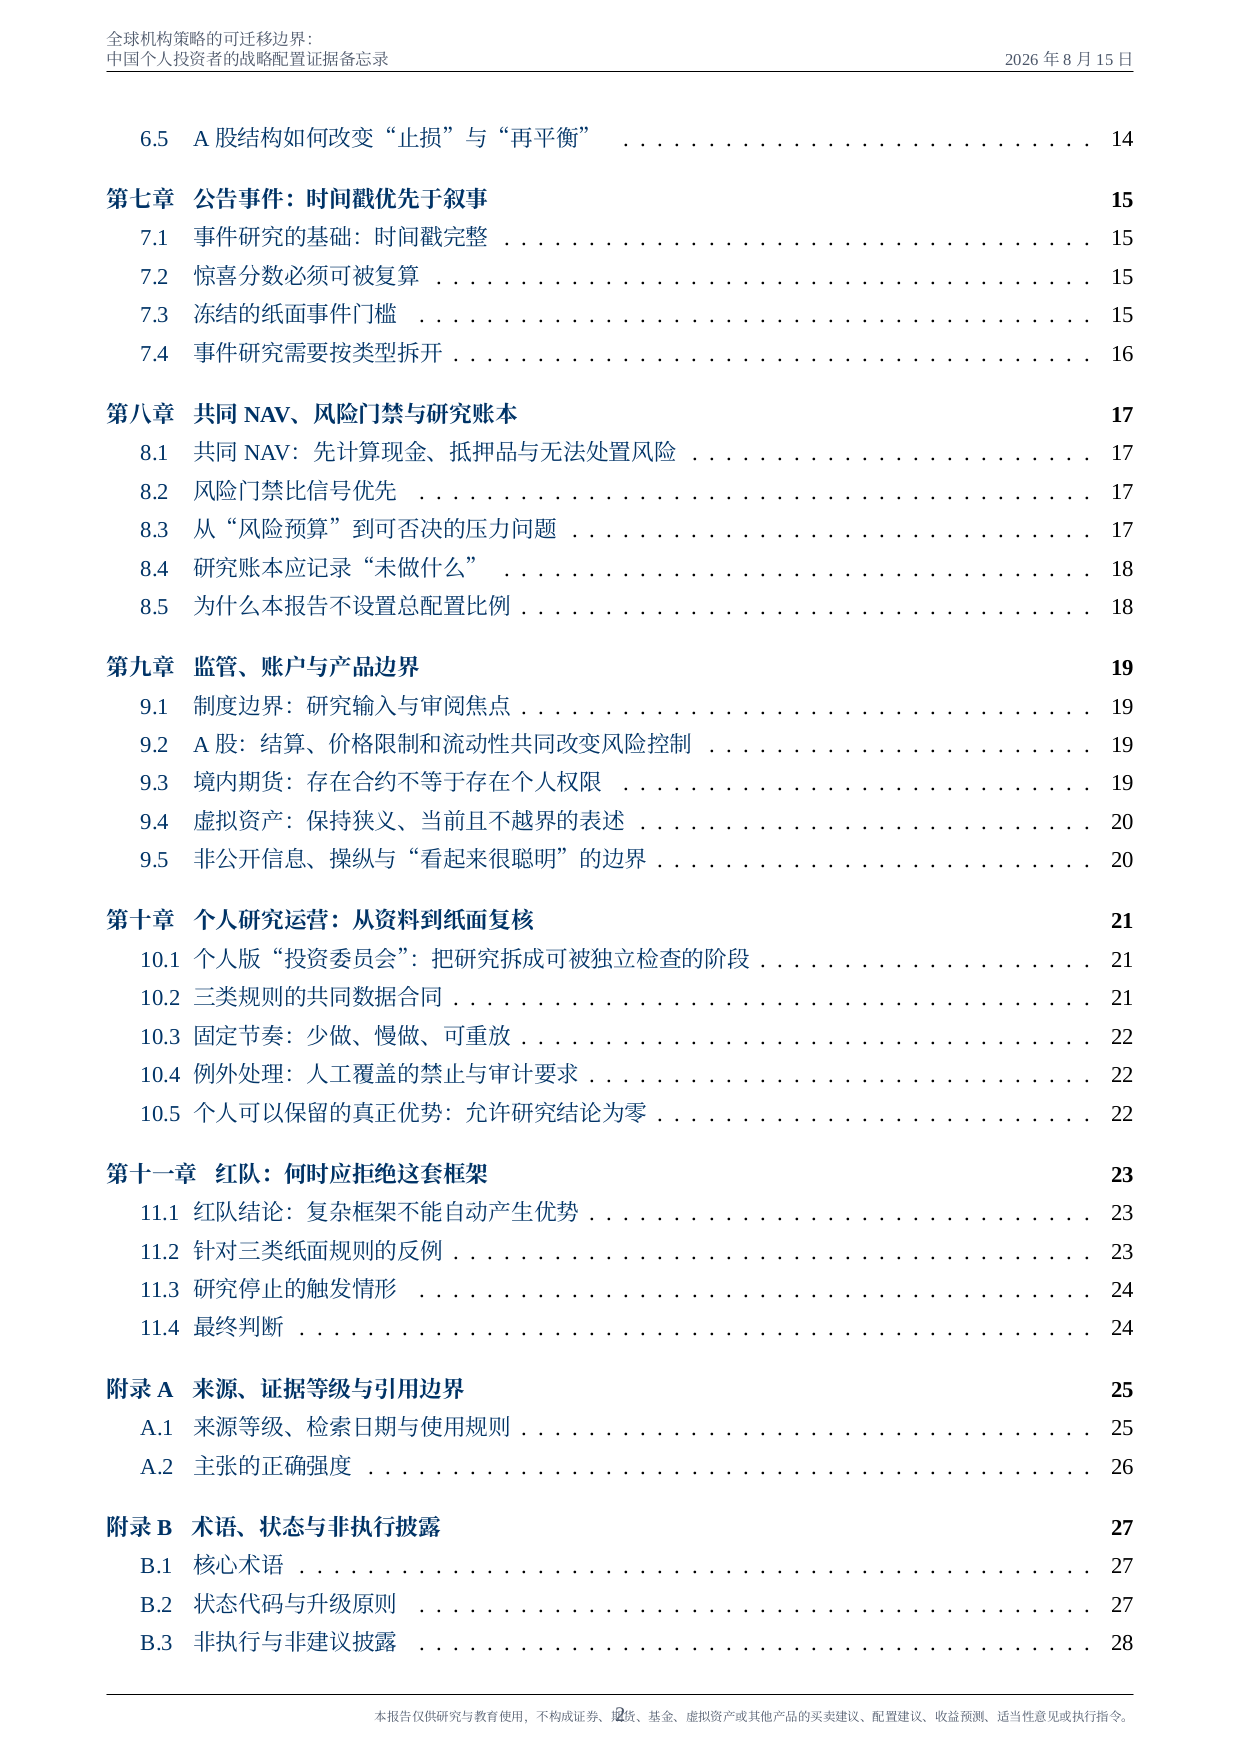 全球机构策略的可迁移边界：
中国个人投资者的战略配置证据备忘录 2026 年 8 月 15 日
6.5 A 股结构如何改变“止损”与“再平衡” . . . . . . . . . . . . . . . . . . . . . . . . . . . . 14
第七章 公告事件：时间戳优先于叙事 15
7.1 事件研究的基础：时间戳完整 . . . . . . . . . . . . . . . . . . . . . . . . . . . . . . . . . . . 15
7.2 惊喜分数必须可被复算 . . . . . . . . . . . . . . . . . . . . . . . . . . . . . . . . . . . . . . . 15
7.3 冻结的纸面事件门槛 . . . . . . . . . . . . . . . . . . . . . . . . . . . . . . . . . . . . . . . . 15
7.4 事件研究需要按类型拆开 . . . . . . . . . . . . . . . . . . . . . . . . . . . . . . . . . . . . . . 16
第八章 共同 NAV、风险门禁与研究账本 17
8.1 共同 NAV：先计算现金、抵押品与无法处置风险 . . . . . . . . . . . . . . . . . . . . . . . . 17
8.2 风险门禁比信号优先 . . . . . . . . . . . . . . . . . . . . . . . . . . . . . . . . . . . . . . . . 17
8.3 从“风险预算”到可否决的压力问题 . . . . . . . . . . . . . . . . . . . . . . . . . . . . . . . 17
8.4 研究账本应记录“未做什么” . . . . . . . . . . . . . . . . . . . . . . . . . . . . . . . . . . . 18
8.5 为什么本报告不设置总配置比例 . . . . . . . . . . . . . . . . . . . . . . . . . . . . . . . . . . 18
第九章 监管、账户与产品边界 19
9.1 制度边界：研究输入与审阅焦点 . . . . . . . . . . . . . . . . . . . . . . . . . . . . . . . . . . 19
9.2 A 股：结算、价格限制和流动性共同改变风险控制 . . . . . . . . . . . . . . . . . . . . . . . 19
9.3 境内期货：存在合约不等于存在个人权限 . . . . . . . . . . . . . . . . . . . . . . . . . . . . 19
9.4 虚拟资产：保持狭义、当前且不越界的表述 . . . . . . . . . . . . . . . . . . . . . . . . . . . 20
9.5 非公开信息、操纵与“看起来很聪明”的边界 . . . . . . . . . . . . . . . . . . . . . . . . . . 20
第十章 个人研究运营：从资料到纸面复核 21
10.1 个人版“投资委员会”：把研究拆成可被独立检查的阶段 . . . . . . . . . . . . . . . . . . . . 21
10.2 三类规则的共同数据合同 . . . . . . . . . . . . . . . . . . . . . . . . . . . . . . . . . . . . . . 21
10.3 固定节奏：少做、慢做、可重放 . . . . . . . . . . . . . . . . . . . . . . . . . . . . . . . . . . 22
10.4 例外处理：人工覆盖的禁止与审计要求 . . . . . . . . . . . . . . . . . . . . . . . . . . . . . . 22
10.5 个人可以保留的真正优势：允许研究结论为零 . . . . . . . . . . . . . . . . . . . . . . . . . . 22
第十一章 红队：何时应拒绝这套框架 23
11.1 红队结论：复杂框架不能自动产生优势 . . . . . . . . . . . . . . . . . . . . . . . . . . . . . . 23
11.2 针对三类纸面规则的反例 . . . . . . . . . . . . . . . . . . . . . . . . . . . . . . . . . . . . . . 23
11.3 研究停止的触发情形 . . . . . . . . . . . . . . . . . . . . . . . . . . . . . . . . . . . . . . . . 24
11.4 最终判断 . . . . . . . . . . . . . . . . . . . . . . . . . . . . . . . . . . . . . . . . . . . . . . . 24
附录 A 来源、证据等级与引用边界 25
A.1 来源等级、检索日期与使用规则 . . . . . . . . . . . . . . . . . . . . . . . . . . . . . . . . . . 25
A.2 主张的正确强度 . . . . . . . . . . . . . . . . . . . . . . . . . . . . . . . . . . . . . . . . . . . 26
附录 B 术语、状态与非执行披露 27
B.1 核心术语 . . . . . . . . . . . . . . . . . . . . . . . . . . . . . . . . . . . . . . . . . . . . . . . 27
B.2 状态代码与升级原则 . . . . . . . . . . . . . . . . . . . . . . . . . . . . . . . . . . . . . . . . 27
B.3 非执行与非建议披露 . . . . . . . . . . . . . . . . . . . . . . . . . . . . . . . . . . . . . . . . 28
2
本报告仅供研究与教育使用，不构成证券、期货、基金、虚拟资产或其他产品的买卖建议、配置建议、收益预测、适当性意见或执行指令。